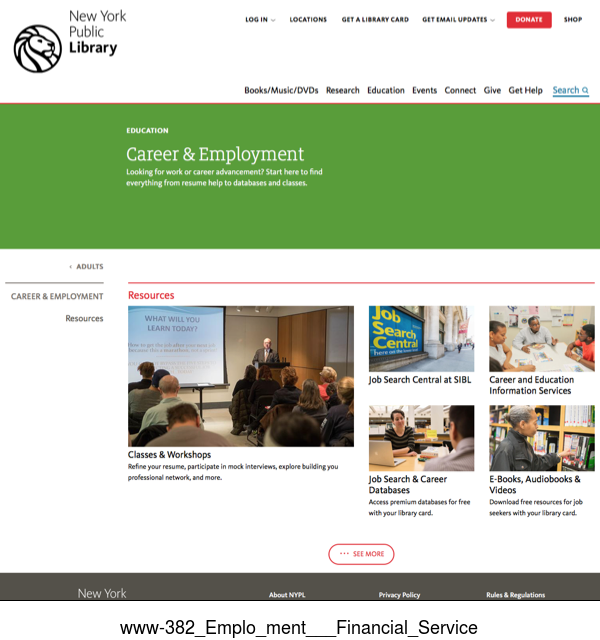 New York
Public
Library
LOG IN
LOCATIONS
GET A LIBRARY CARD
GET EMAIL UPDATES
DONATE
SHOP
Books/Music/DVDs Research Education Events Connect Give Get Help Search
EDUCATION
Career & Employment
Looking for work or career advancement? Start here to find
everything from resume help to databases and classes.
‹ ADULTS
CAREER & EMPLOYMENT
Resources
Resources
WHAT WILL YOU
LEARN TODAY?
Job
Search
Central
Classes & Workshops
Refine your resume, participate in mock interviews, explore building you
professional network, and more.
Job Search Central at SIBL
Career and Education
Information Services
Job Search & Career
Databases
Access premium databases for free
with your library card.
E-Books, Audiobooks &
Videos
Download free resources for job
seekers with your library card.
••• SEE MORE
New York
About NYPL
Privacy Policy
Rules & Regulations
www-382_Emplo_ment___Financial_Service